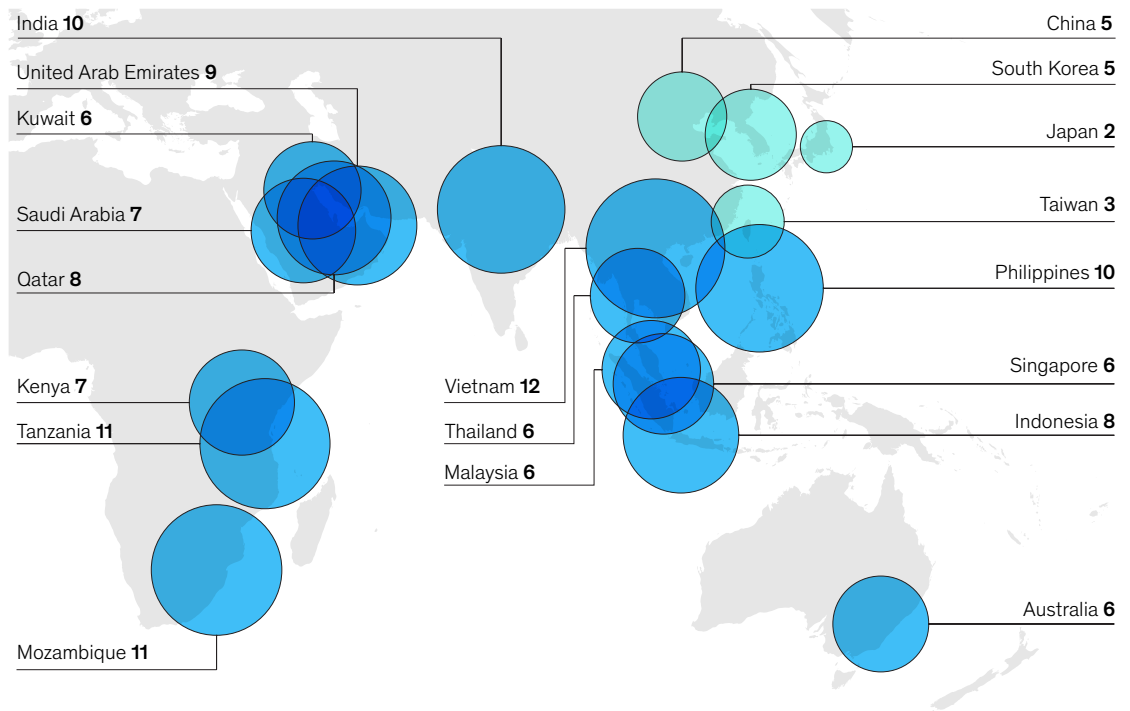 India 10
United Arab Emirates 9
Kuwait 6
Saudi Arabia 7
Qatar 8
Kenya 7
Tanzania 11
Mozambique 11
Vietnam 12
Thailand 6
Malaysia 6
China 5
South Korea 5
Japan 2
Taiwan 3
Philippines 10
Singapore 6
Indonesia 8
Australia 6